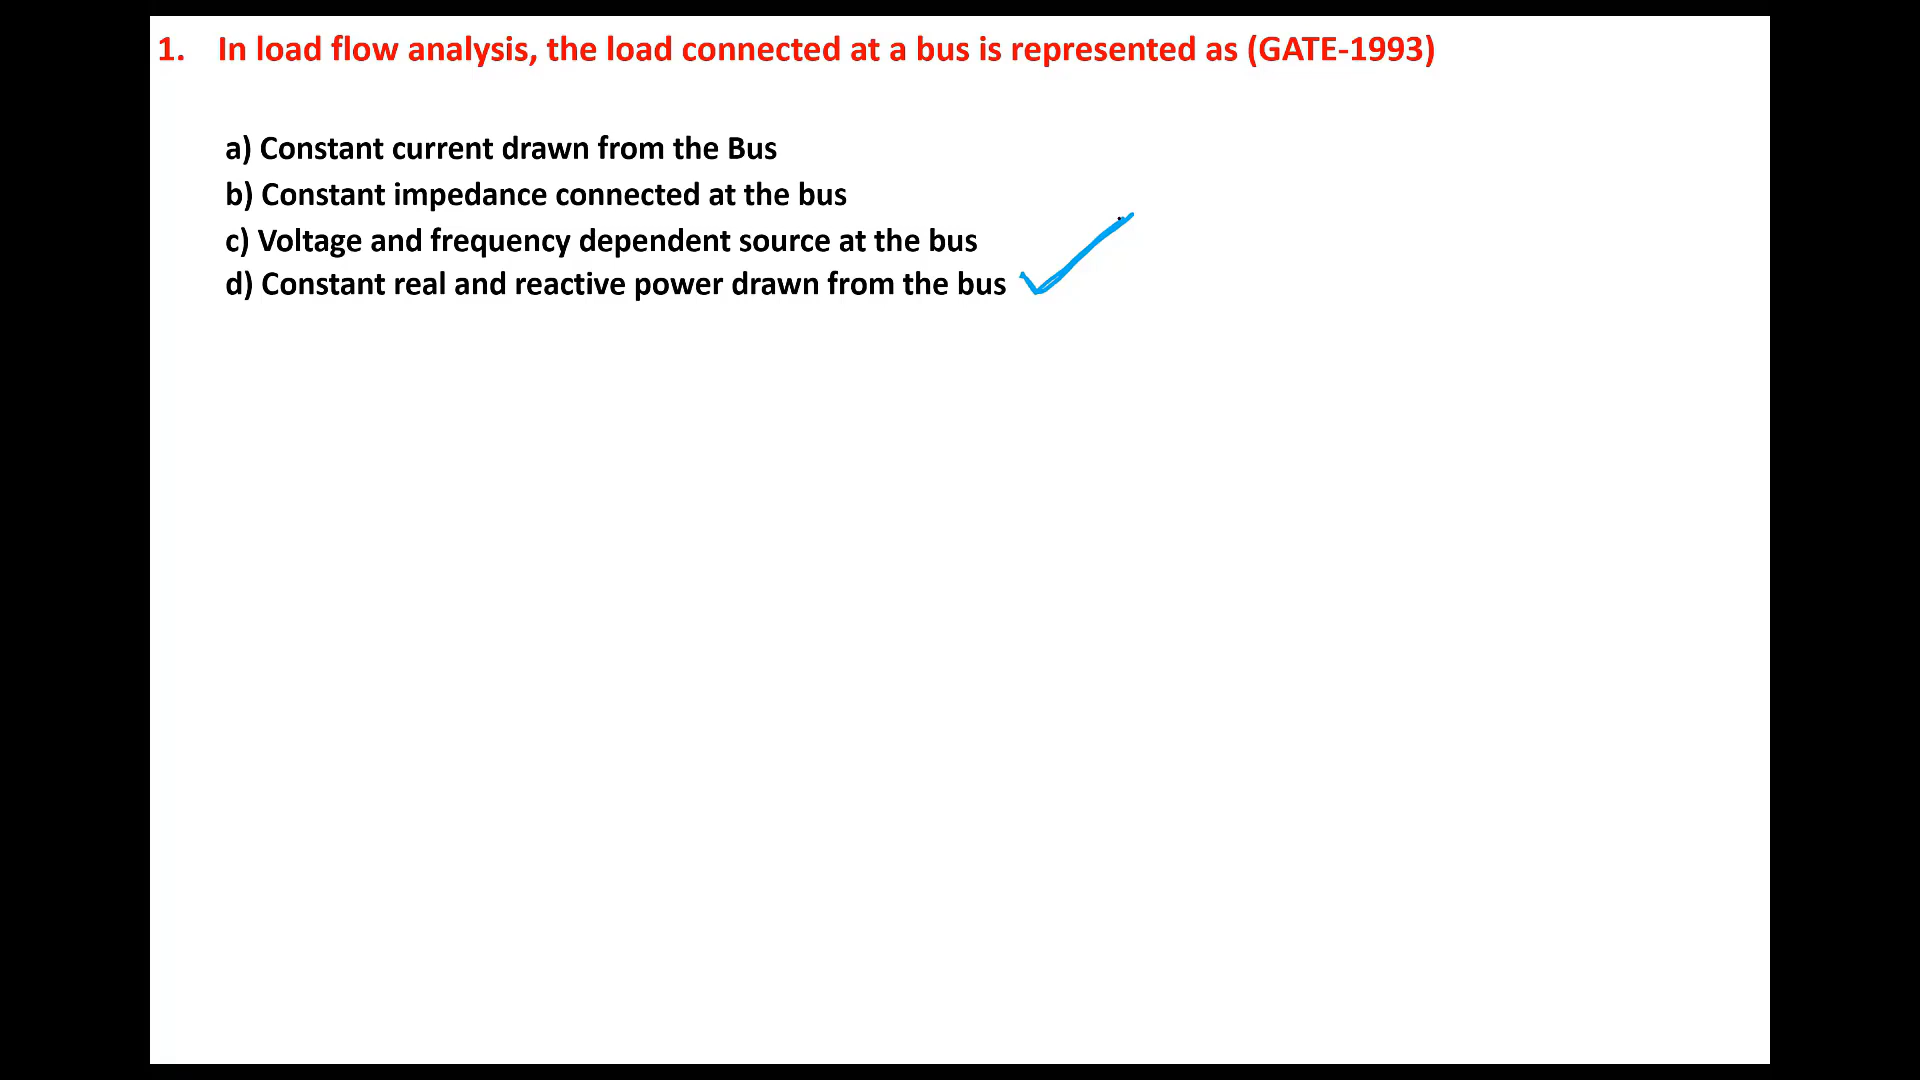 1. In load flow analysis, the load connected at a bus is represented as (GATE-1993)
a) Constant current drawn from the Bus
b) Constant impedance connected at the bus
c) Voltage and frequency dependent source at the bus
d) Constant real and reactive power drawn from the bus